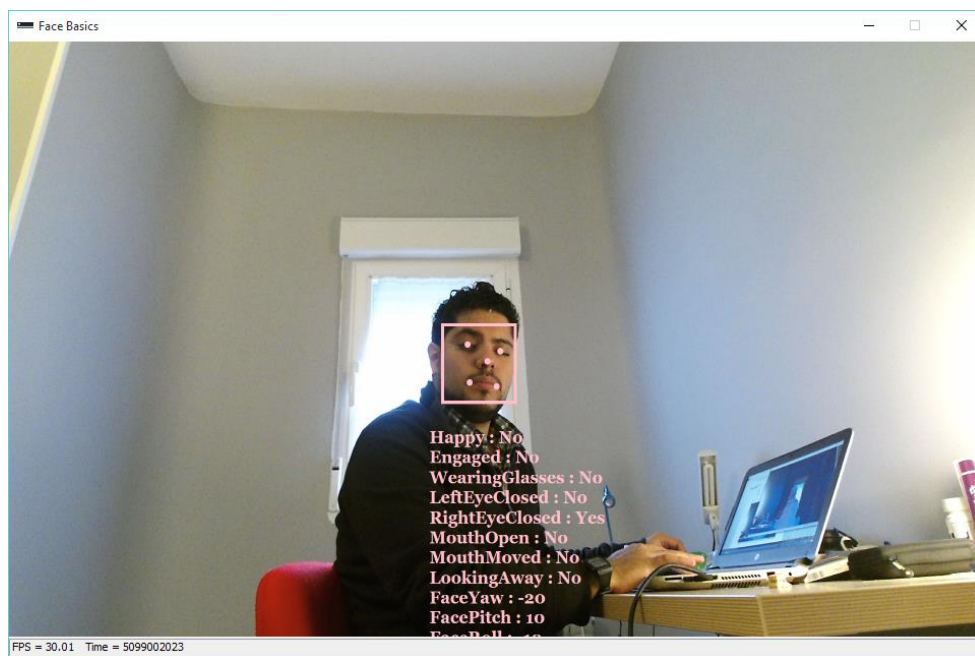 Face Basics
Happy : No
Engaged : No
WearingGlasses : No
LeftEyeClosed : No
RightEyeClosed : Yes
MouthOpen : No
MouthMoved : No
LookingAway : No
FaceYaw : -20
FacePitch : 10
FPS = 30.01 Time = 5099002023